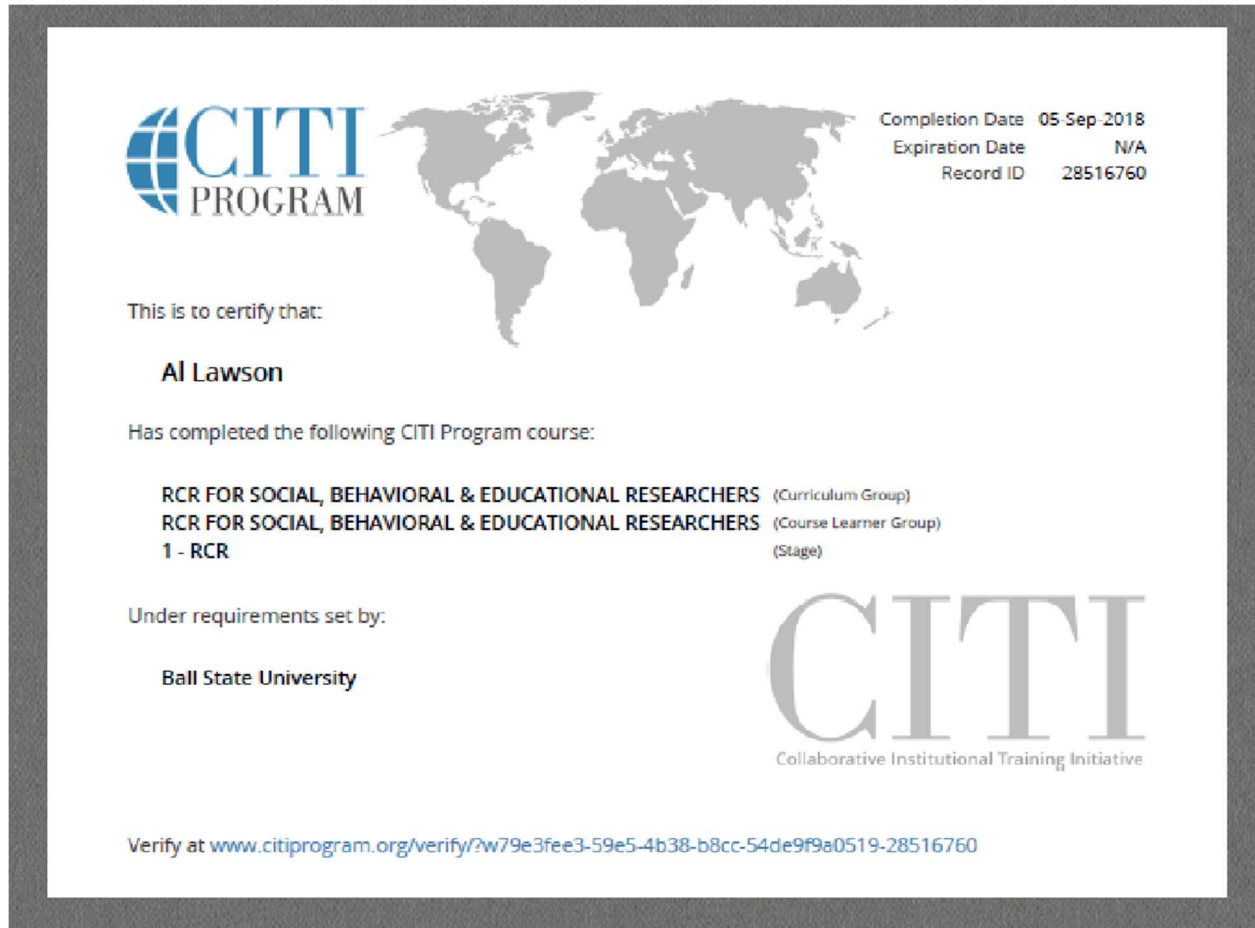 CITI
PROGRAM
Completion Date 05-Sep-2018
Expiration Date N/A
Record ID 28516760
This is to certify that:
Al Lawson
Has completed the following CITI Program course:
RCR FOR SOCIAL, BEHAVIORAL & EDUCATIONAL RESEARCHERS (Curriculum Group)
RCR FOR SOCIAL, BEHAVIORAL & EDUCATIONAL RESEARCHERS (Course Learner Group)
1 - RCR (Stage)
Under requirements set by:
Ball State University
CITI
Collaborative Institutional Training Initiative
Verify at www.citiprogram.org/verify/?w79e3fee3-59e5-4b38-b8cc-54de9f9a0519-28516760